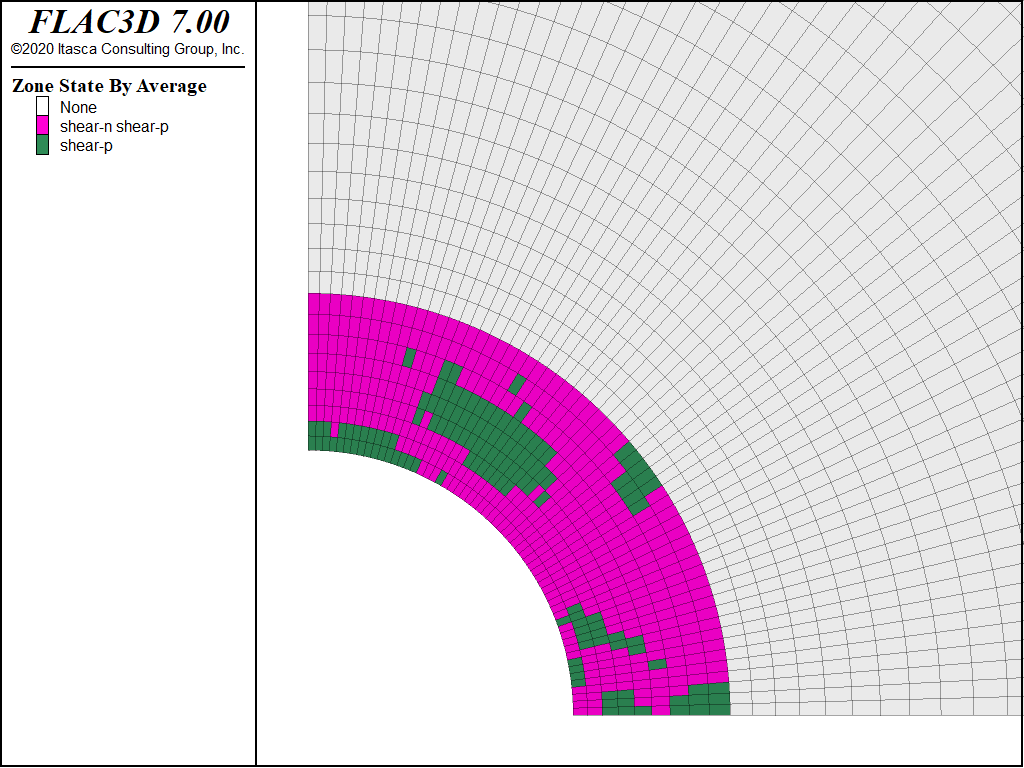 FLAC3D 7.00
©2020 Itasca Consulting Group, Inc.
Zone State By Average
None
shear-n shear-p
shear-p